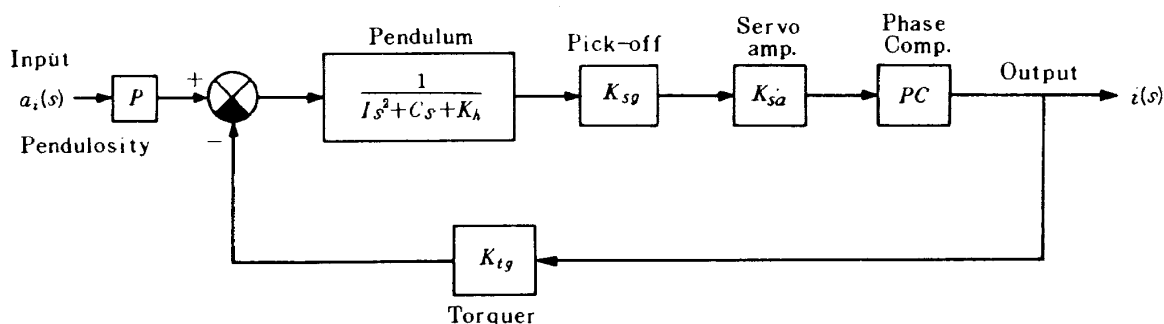 Input
a_i(s)
P
Pendulosity
+
−
Pendulum
1
Is²+Cs+K_h
Pick-off
K_sg
Servo
amp.
K_sa
Phase
Comp.
PC
Output
i(s)
K_tg
Torquer